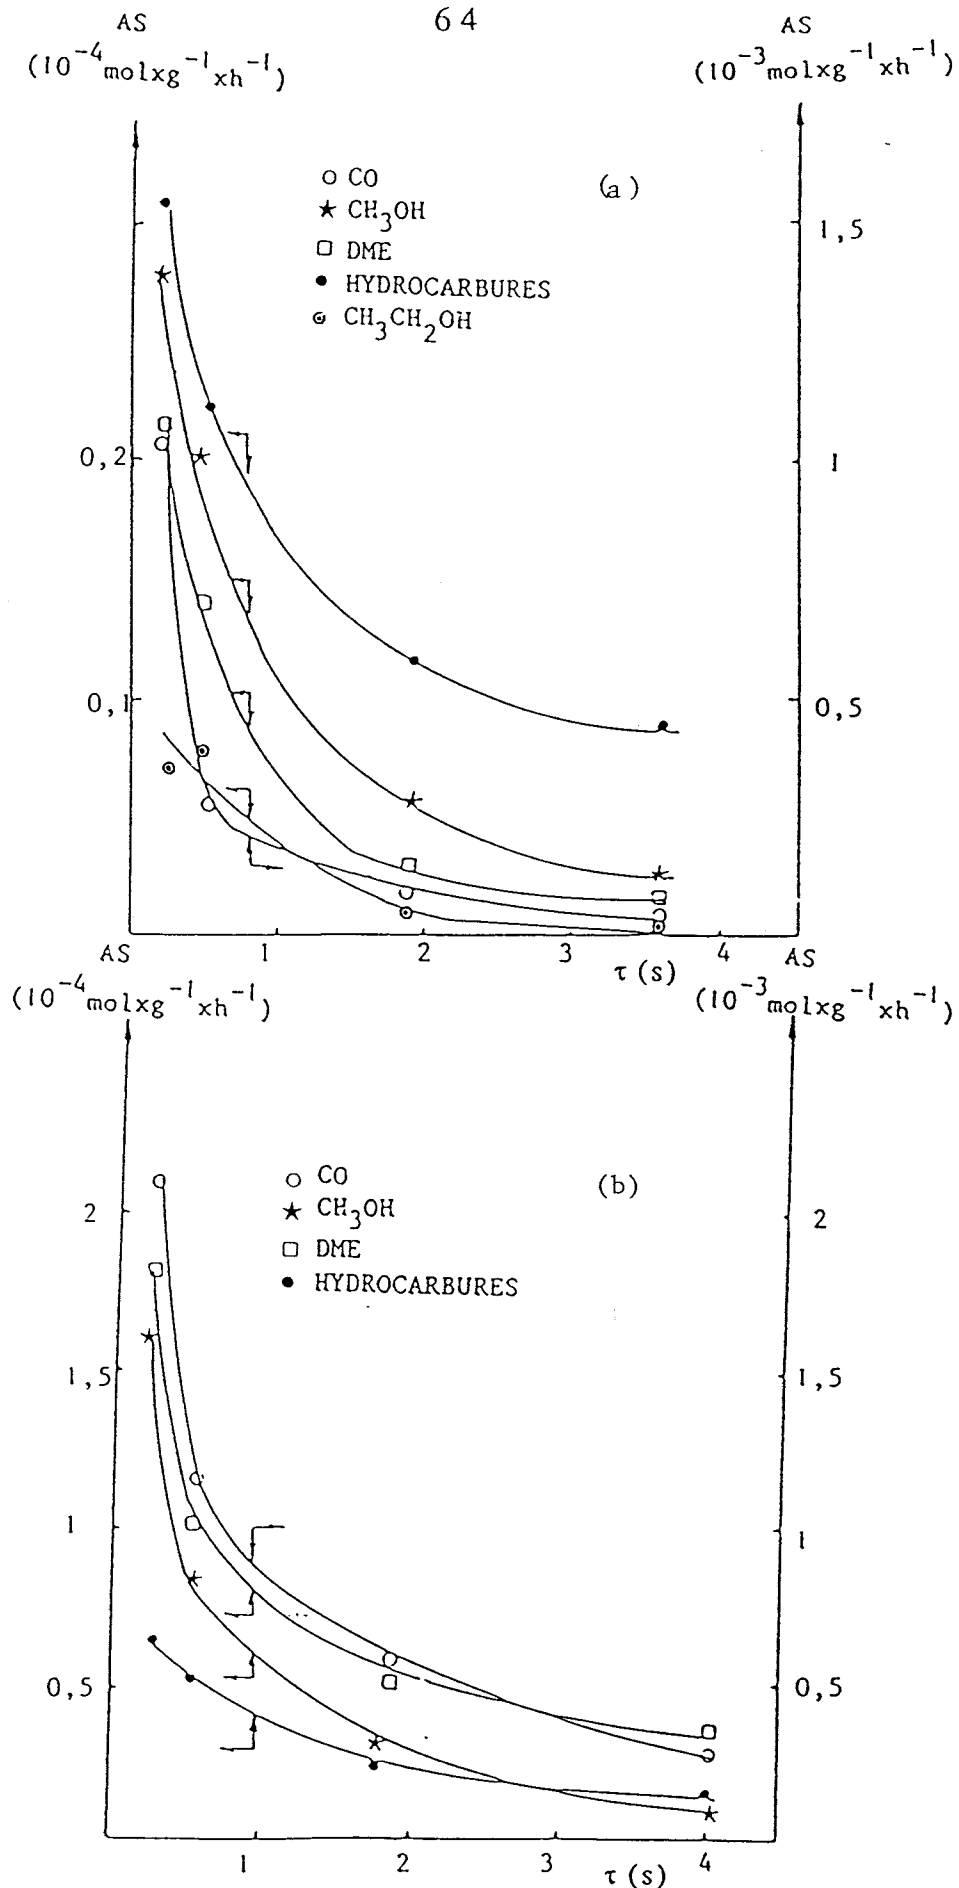 64
AS AS
(10⁻⁴molxg⁻¹xh⁻¹) (10⁻³molxg⁻¹xh⁻¹)
○ CO (a)
★ CH₃OH
□ DME
● HYDROCARBURES
⊙ CH₃CH₂OH
1,5
0,2 1
0,1 0,5
1 2 3 4
τ(s)
AS AS
(10⁻⁴molxg⁻¹xh⁻¹) (10⁻³molxg⁻¹xh⁻¹)
○ CO (b)
★ CH₃OH
□ DME
● HYDROCARBURES
2 2
1,5 1,5
1 1
0,5 0,5
1 2 3 4
τ(s)